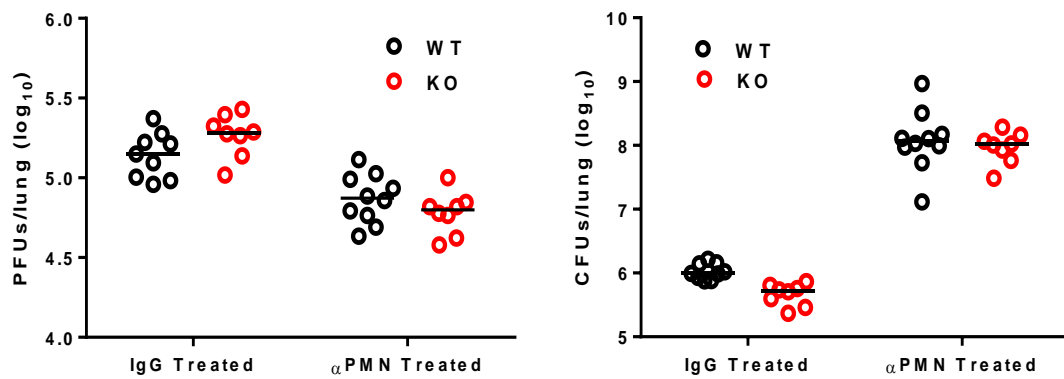 PFUs/lung (log10)
6.0
5.5
5.0
4.5
4.0
WT
KO
IgG Treated
αPMN Treated
CFUs/lung (log10)
10
9
8
7
6
5
WT
KO
IgG Treated
αPMN Treated